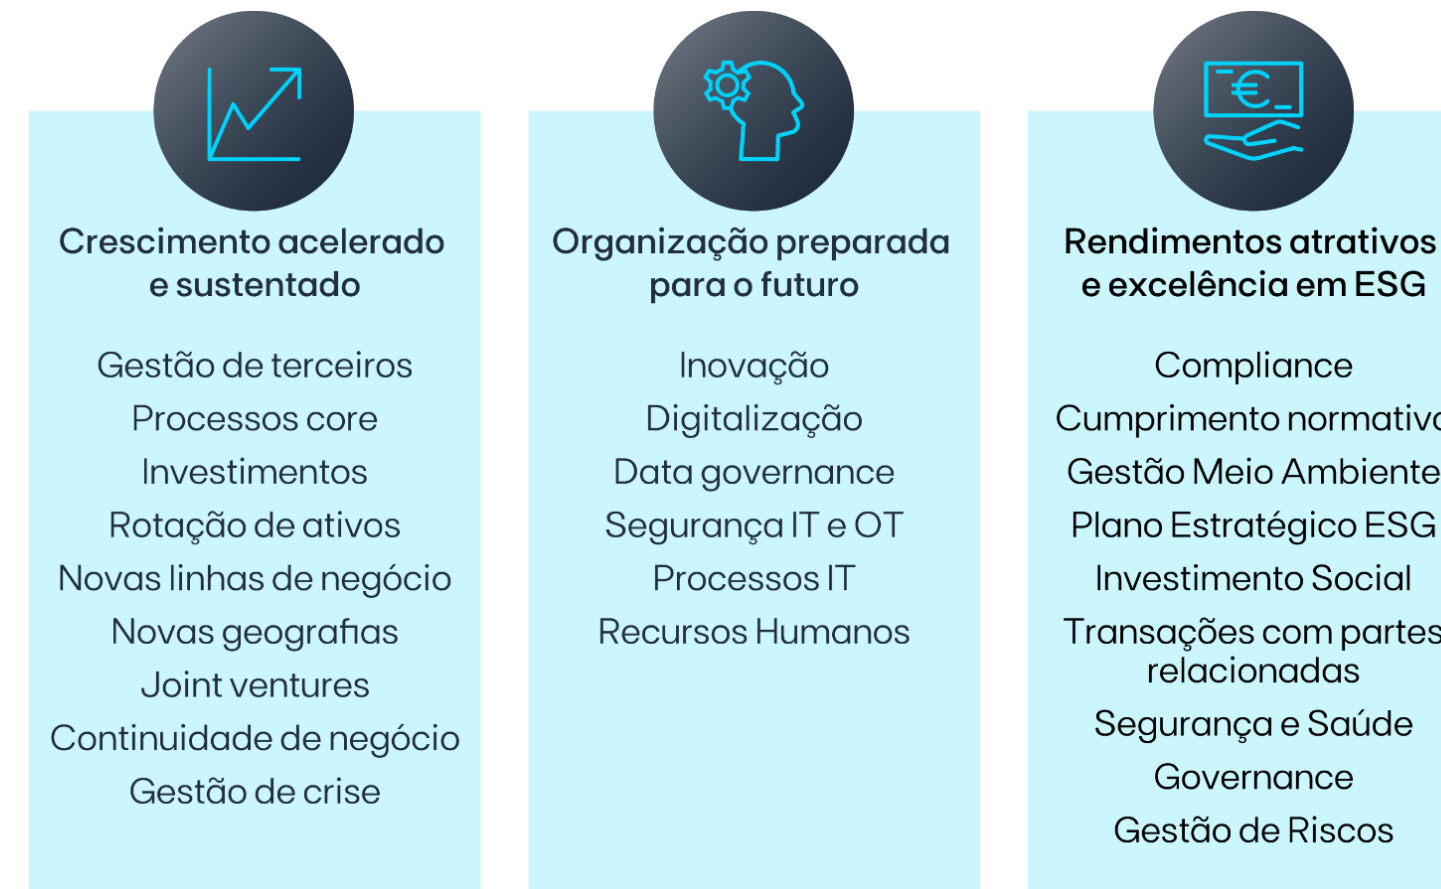 Crescimento acelerado
e sustentado
Gestão de terceiros
Processos core
Investimentos
Rotação de ativos
Novas linhas de negócio
Novas geografias
Joint ventures
Continuidade de negócio
Gestão de crise
Organização preparada
para o futuro
Inovação
Digitalização
Data governance
Segurança IT e OT
Processos IT
Recursos Humanos
€
Rendimentos atrativos
e excelência em ESG
Compliance
Cumprimento normativo
Gestão Meio Ambiente
Plano Estratégico ESG
Investimento Social
Transações com partes
relacionadas
Segurança e Saúde
Governance
Gestão de Riscos